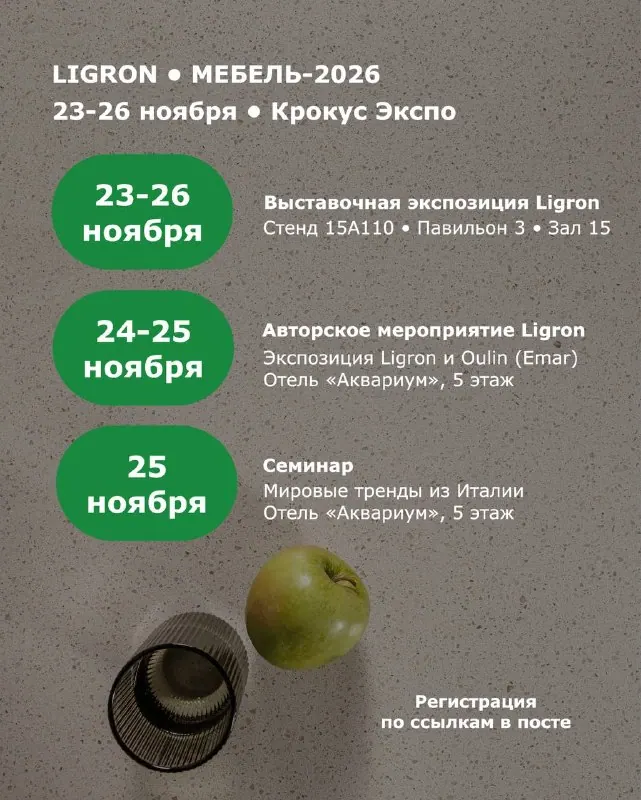 LIGRON • МЕБЕЛЬ-2026
23-26 ноября • Крокус Экспо
23-26
ноября
Выставочная экспозиция Ligron
Стенд 15А110 • Павильон 3 • Зал 15
24-25
ноября
Авторское мероприятие Ligron
Экспозиция Ligron и Oulin (Emar)
Отель «Аквариум», 5 этаж
25
ноября
Семинар
Мировые тренды из Италии
Отель «Аквариум», 5 этаж
Регистрация
по ссылкам в посте